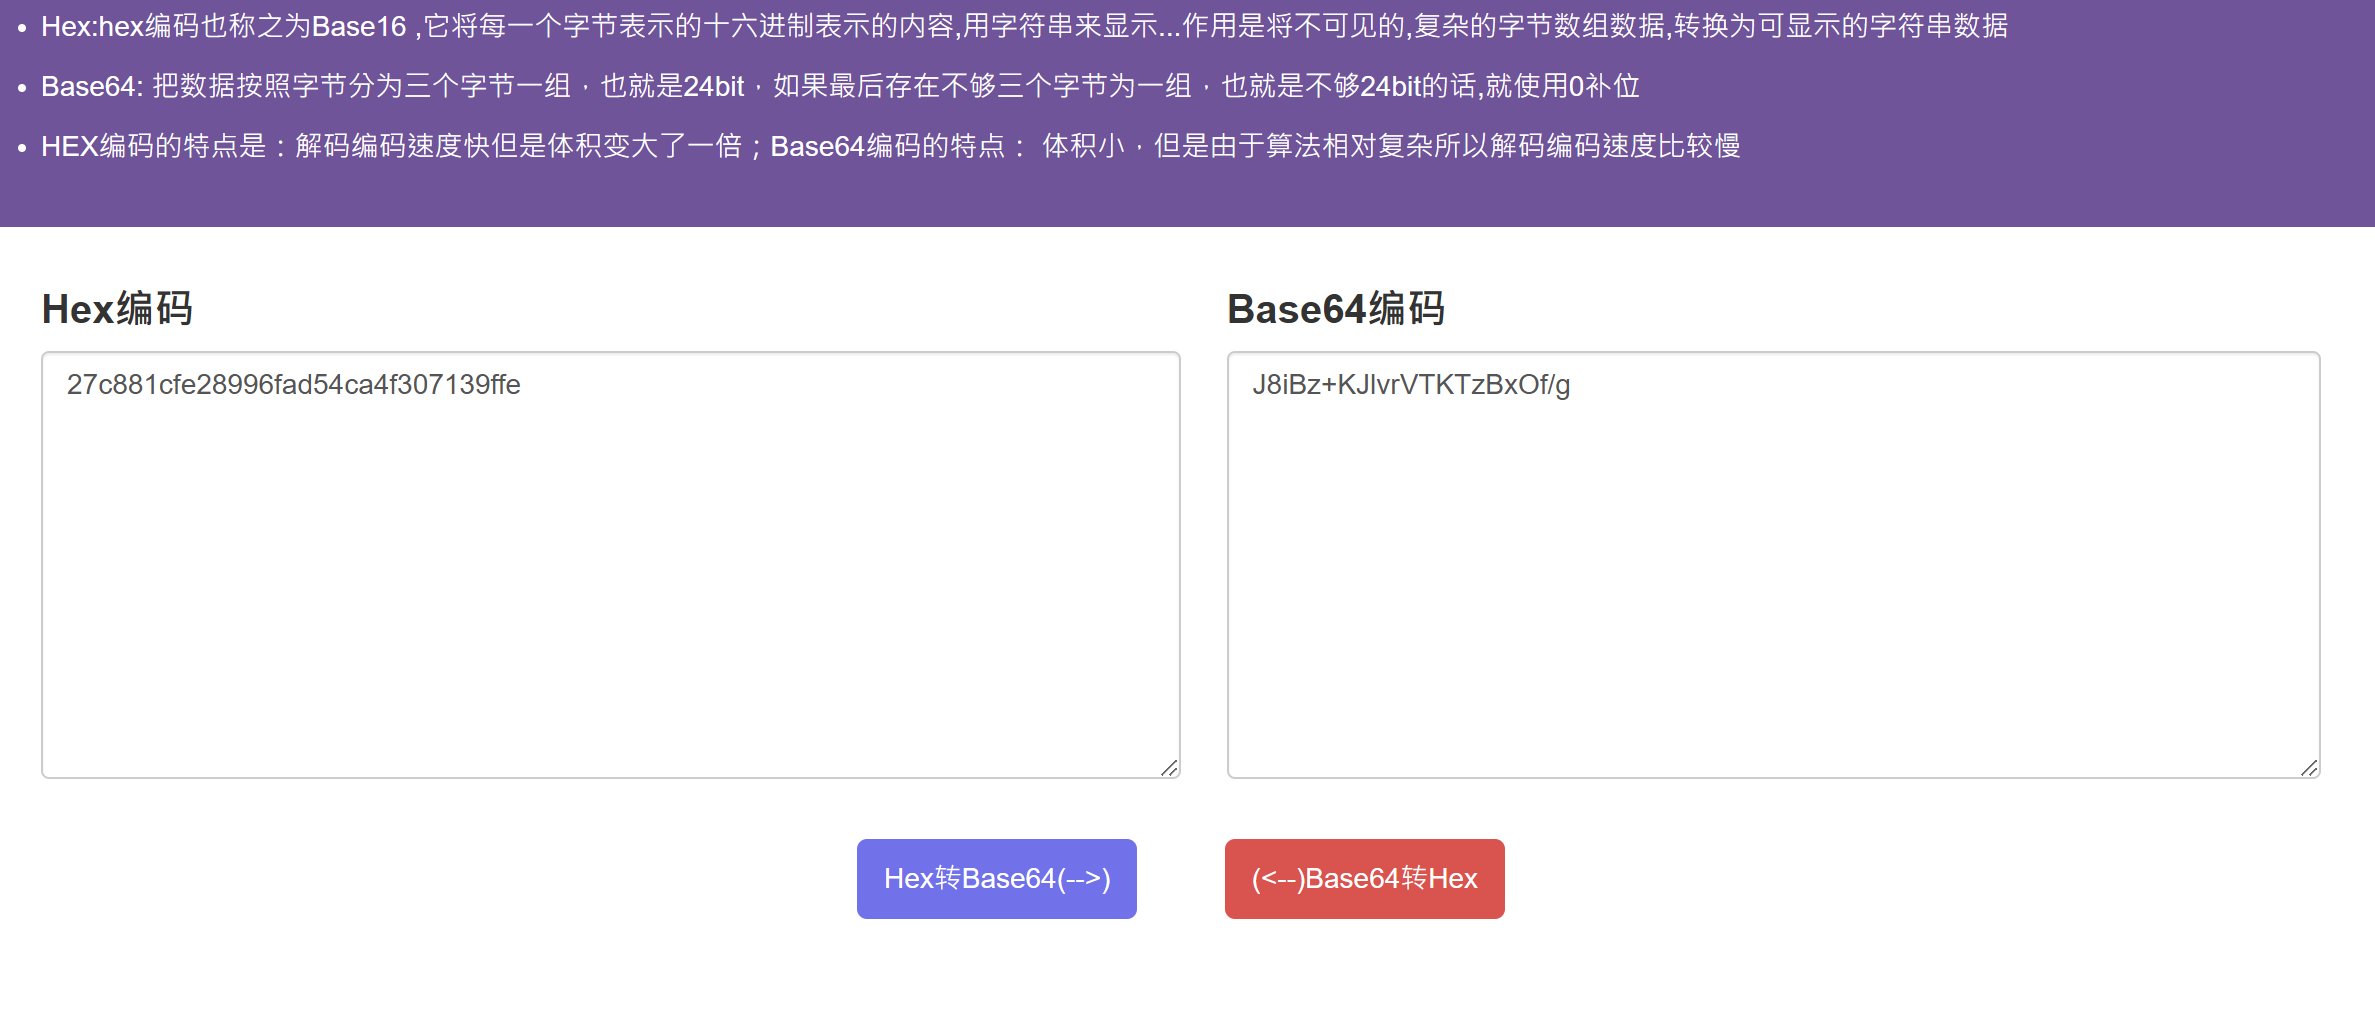 Hex:hex编码也称之为Base16 ,它将每一个字节表示的十六进制表示的内容,用字符串来显示...作用是将不可见的,复杂的字节数组数据,转换为可显示的字符串数据
Base64: 把数据按照字节分为三个字节一组，也就是24bit，如果最后存在不够三个字节为一组，也就是不够24bit的话,就使用0补位
HEX编码的特点是：解码编码速度快但是体积变大了一倍；Base64编码的特点： 体积小，但是由于算法相对复杂所以解码编码速度比较慢
Hex编码
Base64编码
27c881cfe28996fad54ca4f307139ffe
J8iBz+KJlvrVTKTzBxOf/g
Hex转Base64(-->)
(<--)Base64转Hex